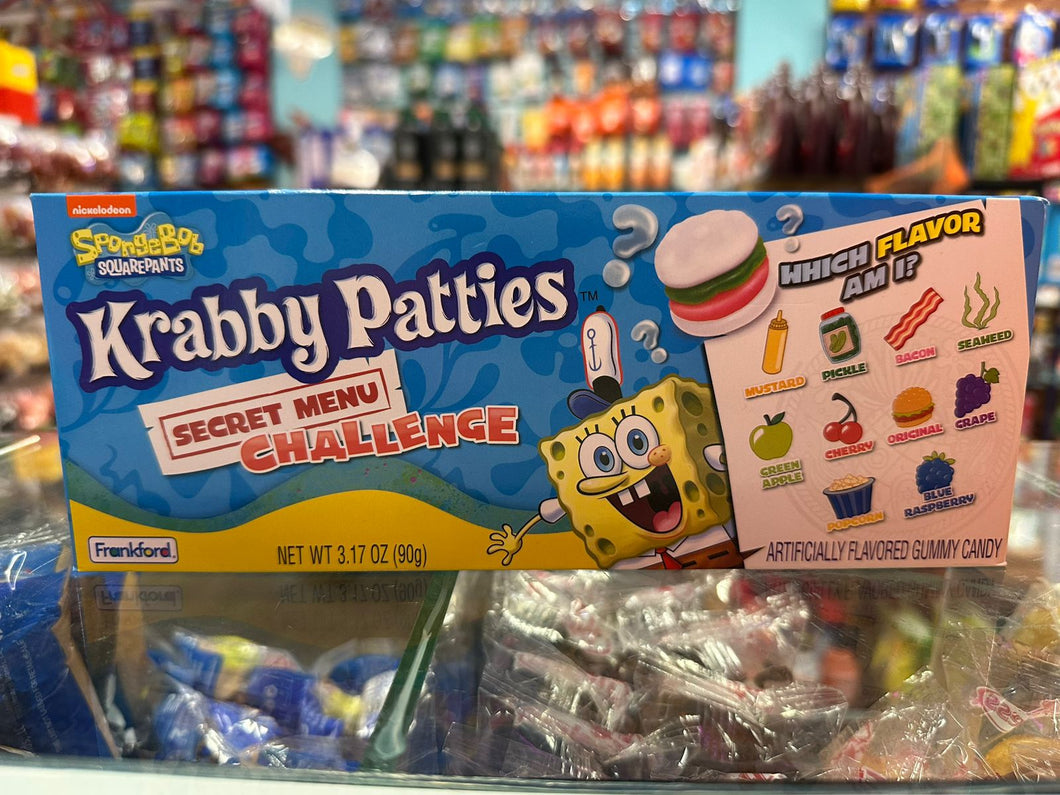 nickelodeon
SpongeBob
SQUAREPANTS
Krabby Patties™
SECRET MENU
CHALLENGE
WHICH FLAVOR
AM I?
MUSTARD
PICKLE
BACON
SEAWEED
GREEN
APPLE
CHERRY
ORIGINAL
GRAPE
POPCORN
BLUE
RASPBERRY
Frankford.
NET WT 3.17 OZ (90g)
ARTIFICIALLY FLAVORED GUMMY CANDY